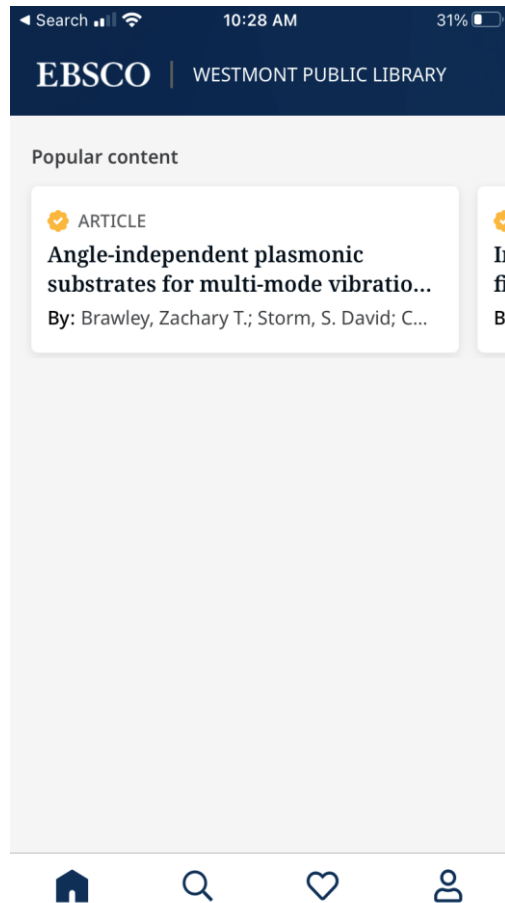 Search 10:28 AM 31%
EBSCO | WESTMONT PUBLIC LIBRARY
Popular content
ARTICLE
Angle-independent plasmonic
substrates for multi-mode vibratio...
By: Brawley, Zachary T.; Storm, S. David; C...